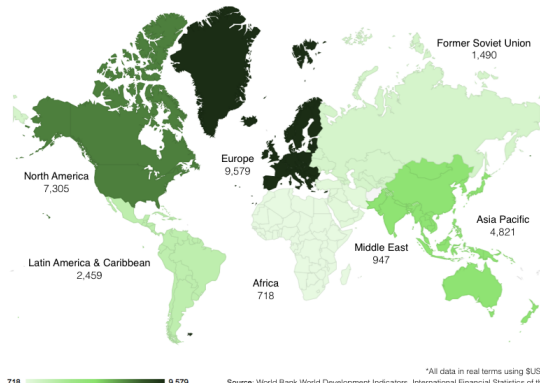 Former Soviet Union
1,490
Europe
9,579
North America
7,305
Asia Pacific
4,821
Middle East
947
Latin America & Caribbean
2,459
Africa
718
*All data in real terms using $US
718 9,579
Source: World Bank World Development Indicators, International Financial Statistics of th